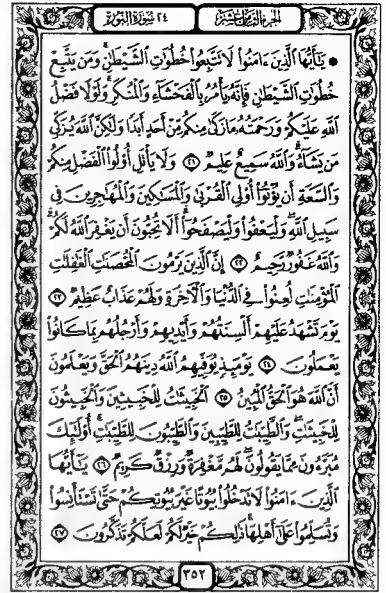 الجزء الثامن عشر ٢٤ سورة النور
۞ يَٰٓأَيُّهَا ٱلَّذِينَ ءَامَنُوا۟ لَا تَتَّبِعُوا۟ خُطُوَٰتِ ٱلشَّيْطَٰنِ ۚ وَمَن يَتَّبِعْ
خُطُوَٰتِ ٱلشَّيْطَٰنِ فَإِنَّهُۥ يَأْمُرُ بِٱلْفَحْشَآءِ وَٱلْمُنكَرِ ۚ وَلَوْلَا فَضْلُ
ٱللَّهِ عَلَيْكُمْ وَرَحْمَتُهُۥ مَا زَكَىٰ مِنكُم مِّنْ أَحَدٍ أَبَدًا وَلَٰكِنَّ ٱللَّهَ يُزَكِّى
مَن يَشَآءُ ۗ وَٱللَّهُ سَمِيعٌ عَلِيمٌ ٢١ وَلَا يَأْتَلِ أُو۟لُوا۟ ٱلْفَضْلِ مِنكُمْ
وَٱلسَّعَةِ أَن يُؤْتُوٓا۟ أُو۟لِى ٱلْقُرْبَىٰ وَٱلْمَسَٰكِينَ وَٱلْمُهَٰجِرِينَ فِى
سَبِيلِ ٱللَّهِ ۖ وَلْيَعْفُوا۟ وَلْيَصْفَحُوٓا۟ ۗ أَلَا تُحِبُّونَ أَن يَغْفِرَ ٱللَّهُ لَكُمْ ۗ
وَٱللَّهُ غَفُورٌ رَّحِيمٌ ٢٢ إِنَّ ٱلَّذِينَ يَرْمُونَ ٱلْمُحْصَنَٰتِ ٱلْغَٰفِلَٰتِ
ٱلْمُؤْمِنَٰتِ لُعِنُوا۟ فِى ٱلدُّنْيَا وَٱلْءَاخِرَةِ وَلَهُمْ عَذَابٌ عَظِيمٌ ٢٣
يَوْمَ تَشْهَدُ عَلَيْهِمْ أَلْسِنَتُهُمْ وَأَيْدِيهِمْ وَأَرْجُلُهُم بِمَا كَانُوا۟
يَعْمَلُونَ ٢٤ يَوْمَئِذٍ يُوَفِّيهِمُ ٱللَّهُ دِينَهُمُ ٱلْحَقَّ وَيَعْلَمُونَ
أَنَّ ٱللَّهَ هُوَ ٱلْحَقُّ ٱلْمُبِينُ ٢٥ ٱلْخَبِيثَٰتُ لِلْخَبِيثِينَ وَٱلْخَبِيثُونَ
لِلْخَبِيثَٰتِ ۖ وَٱلطَّيِّبَٰتُ لِلطَّيِّبِينَ وَٱلطَّيِّبُونَ لِلطَّيِّبَٰتِ ۚ أُو۟لَٰٓئِكَ
مُبَرَّءُونَ مِمَّا يَقُولُونَ ۖ لَهُم مَّغْفِرَةٌ وَرِزْقٌ كَرِيمٌ ٢٦ يَٰٓأَيُّهَا
ٱلَّذِينَ ءَامَنُوا۟ لَا تَدْخُلُوا۟ بُيُوتًا غَيْرَ بُيُوتِكُمْ حَتَّىٰ تَسْتَأْنِسُوا۟
وَتُسَلِّمُوا۟ عَلَىٰٓ أَهْلِهَا ۚ ذَٰلِكُمْ خَيْرٌ لَّكُمْ لَعَلَّكُمْ تَذَكَّرُونَ ٢٧
٣٥٢